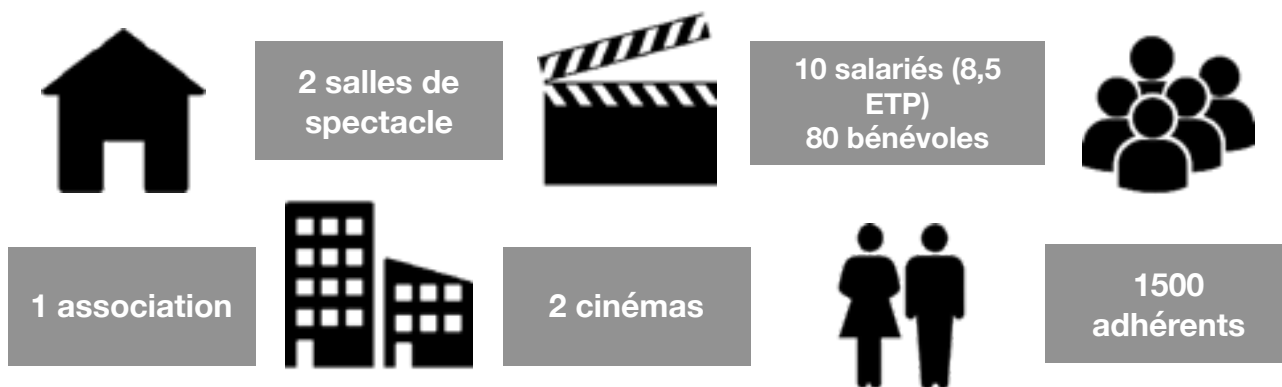 2 salles de
spectacle
10 salariés (8,5
ETP)
80 bénévoles
1 association
2 cinémas
1500
adhérents